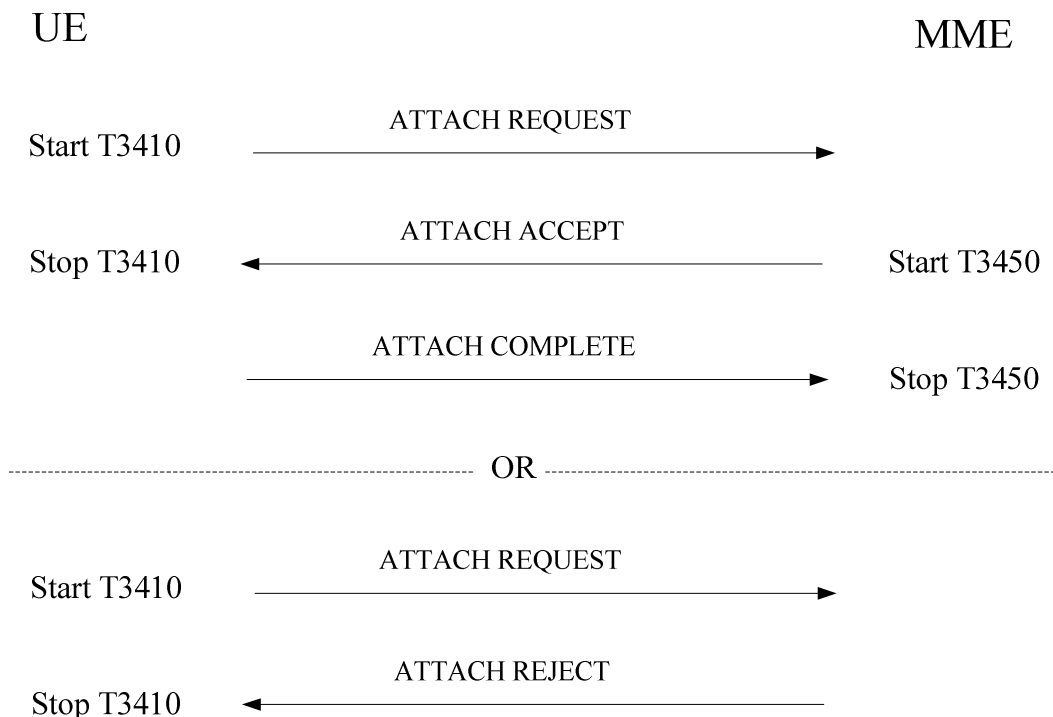 UE
MME
ATTACH REQUEST
Start T3410
ATTACH ACCEPT
Stop T3410
Start T3450
ATTACH COMPLETE
Stop T3450
OR
ATTACH REQUEST
Start T3410
ATTACH REJECT
Stop T3410